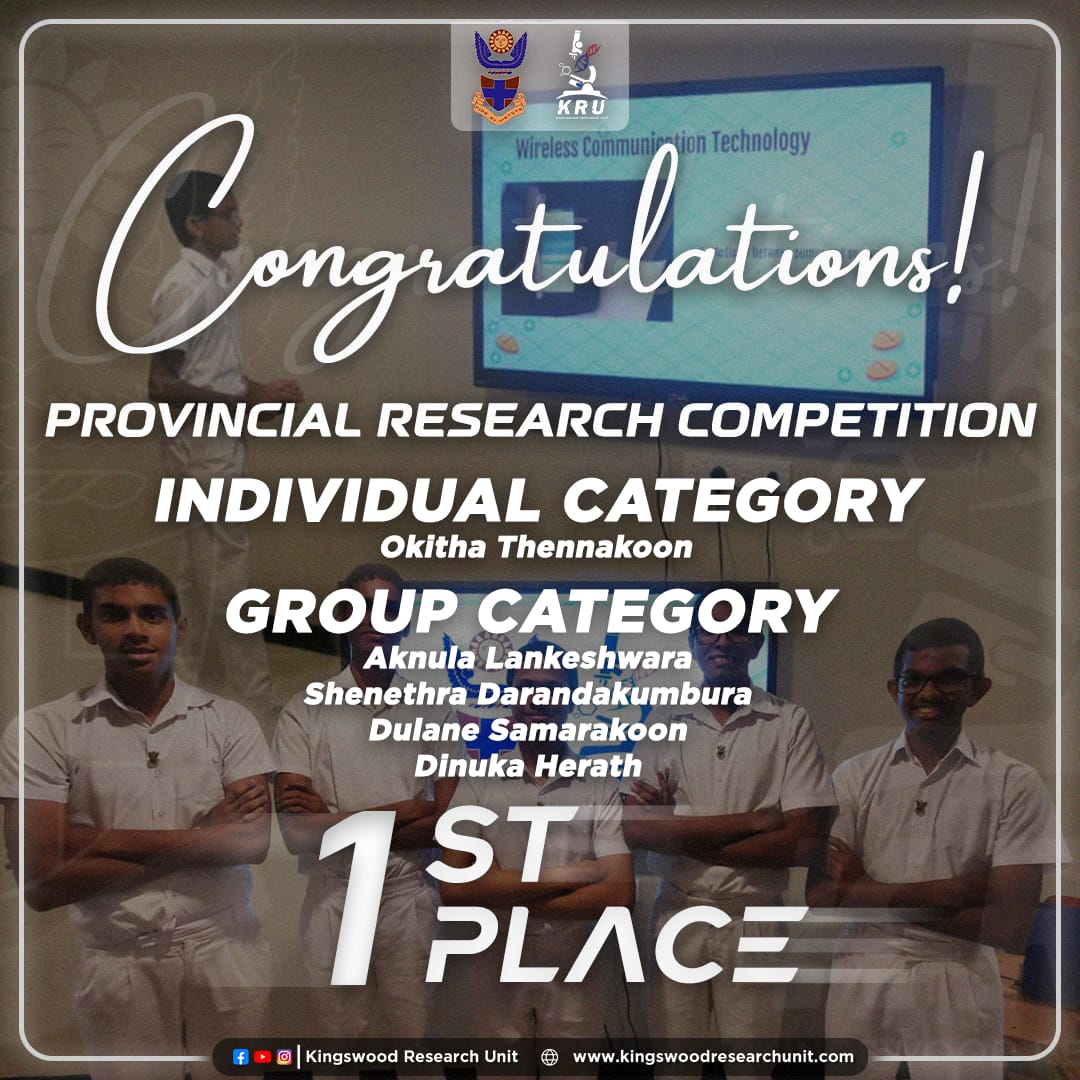 KRU
Wireless Communication Technology
Congratulations!
PROVINCIAL RESEARCH COMPETITION
INDIVIDUAL CATEGORY
Okitha Thennakoon
GROUP CATEGORY
Aknula Lankeshwara
Shenethra Darandakumbura
Dulane Samarakoon
Dinuka Herath
1ST
PLACE
Kingswood Research Unit
www.kingswoodresearchunit.com